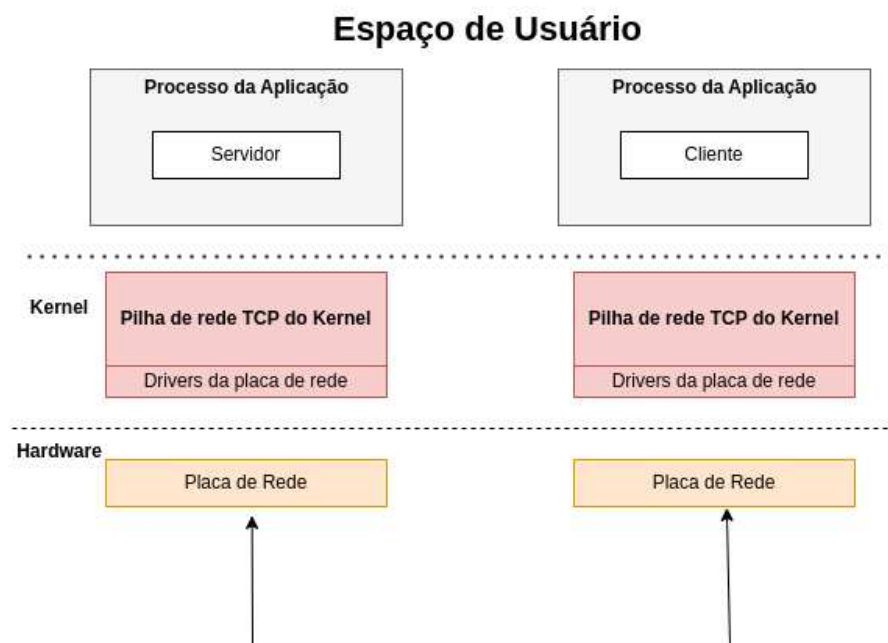 Espaço de Usuário
Processo da Aplicação
Servidor
Processo da Aplicação
Cliente
Kernel
Pilha de rede TCP do Kernel
Drivers da placa de rede
Pilha de rede TCP do Kernel
Drivers da placa de rede
Hardware
Placa de Rede
Placa de Rede